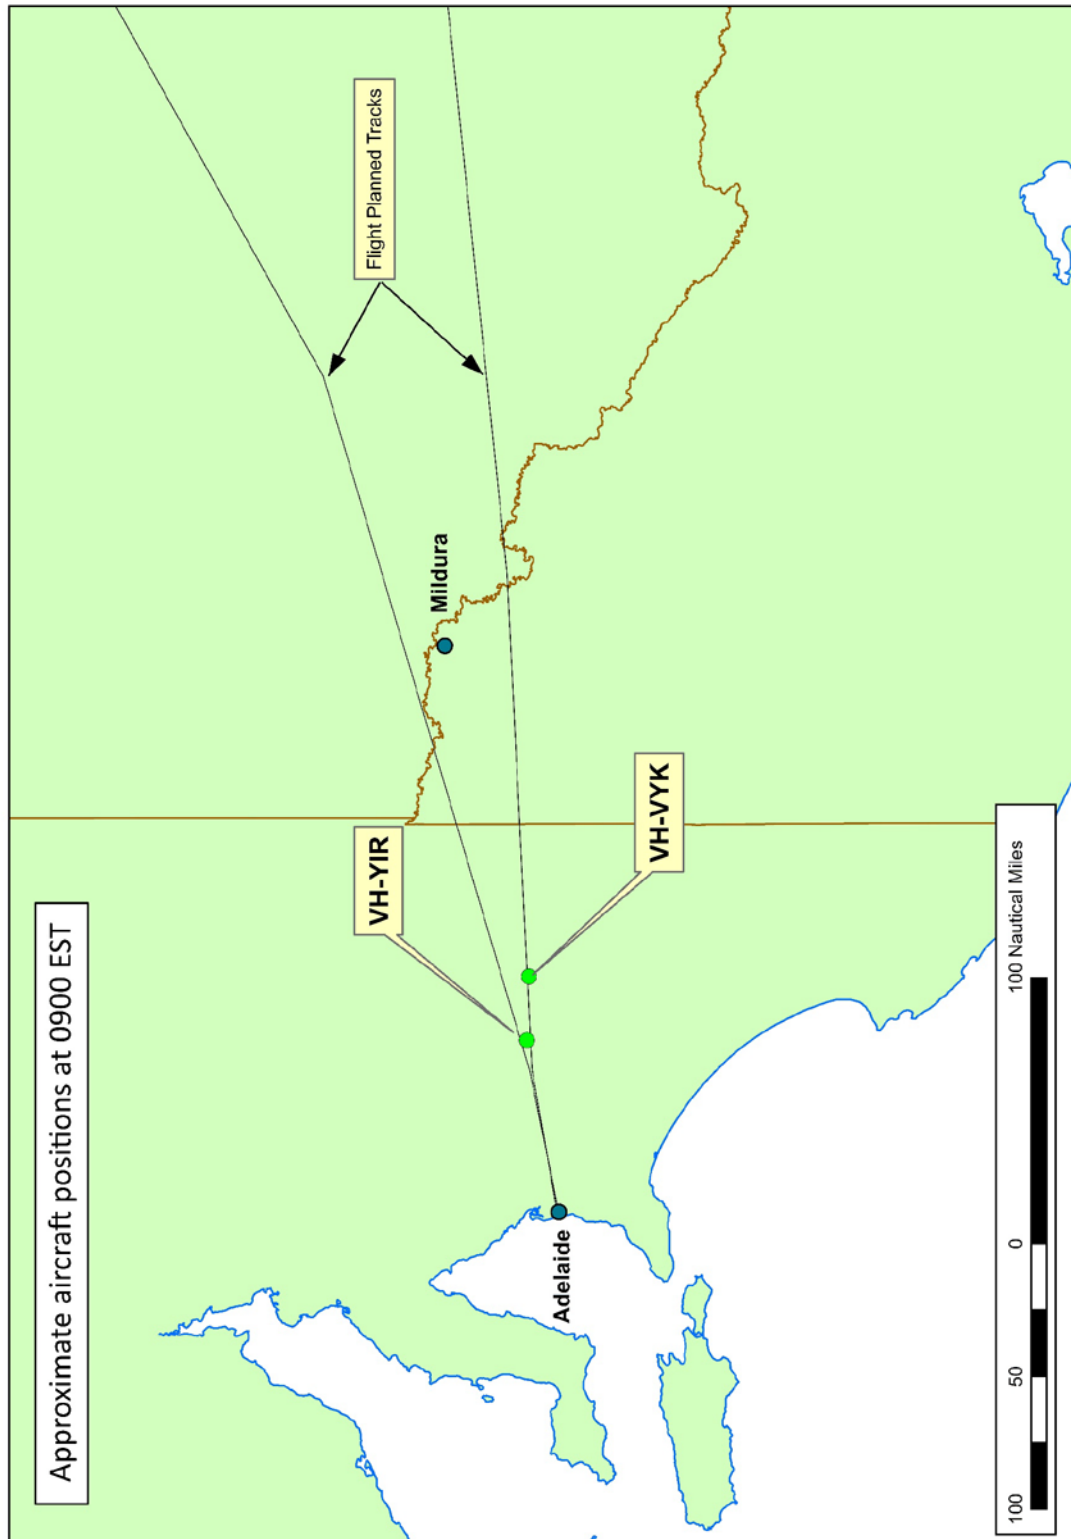 Approximate aircraft positions at 0900 EST
Flight Planned Tracks
Mildura
VH-YIR
VH-VYK
Adelaide
100 50 0 100 Nautical Miles